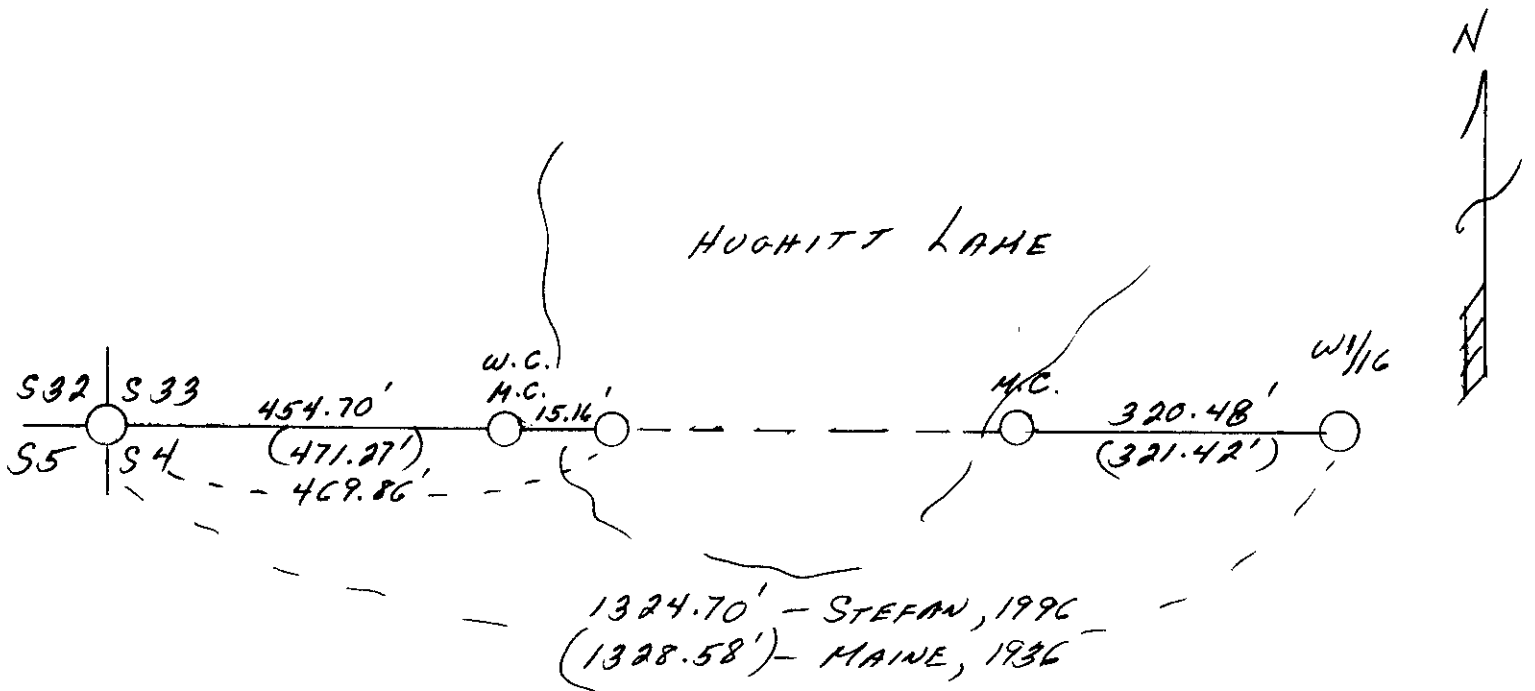 N
HUGHITT LAKE
W.C.
M.C.
W1/16
S32 S33
454.70'
15.16'
M.C.
320.48'
S5 S4
(471.27')
(321.42')
469.86'
1324.70' - STEFAN, 1996
(1328.58') - MAINE, 1936